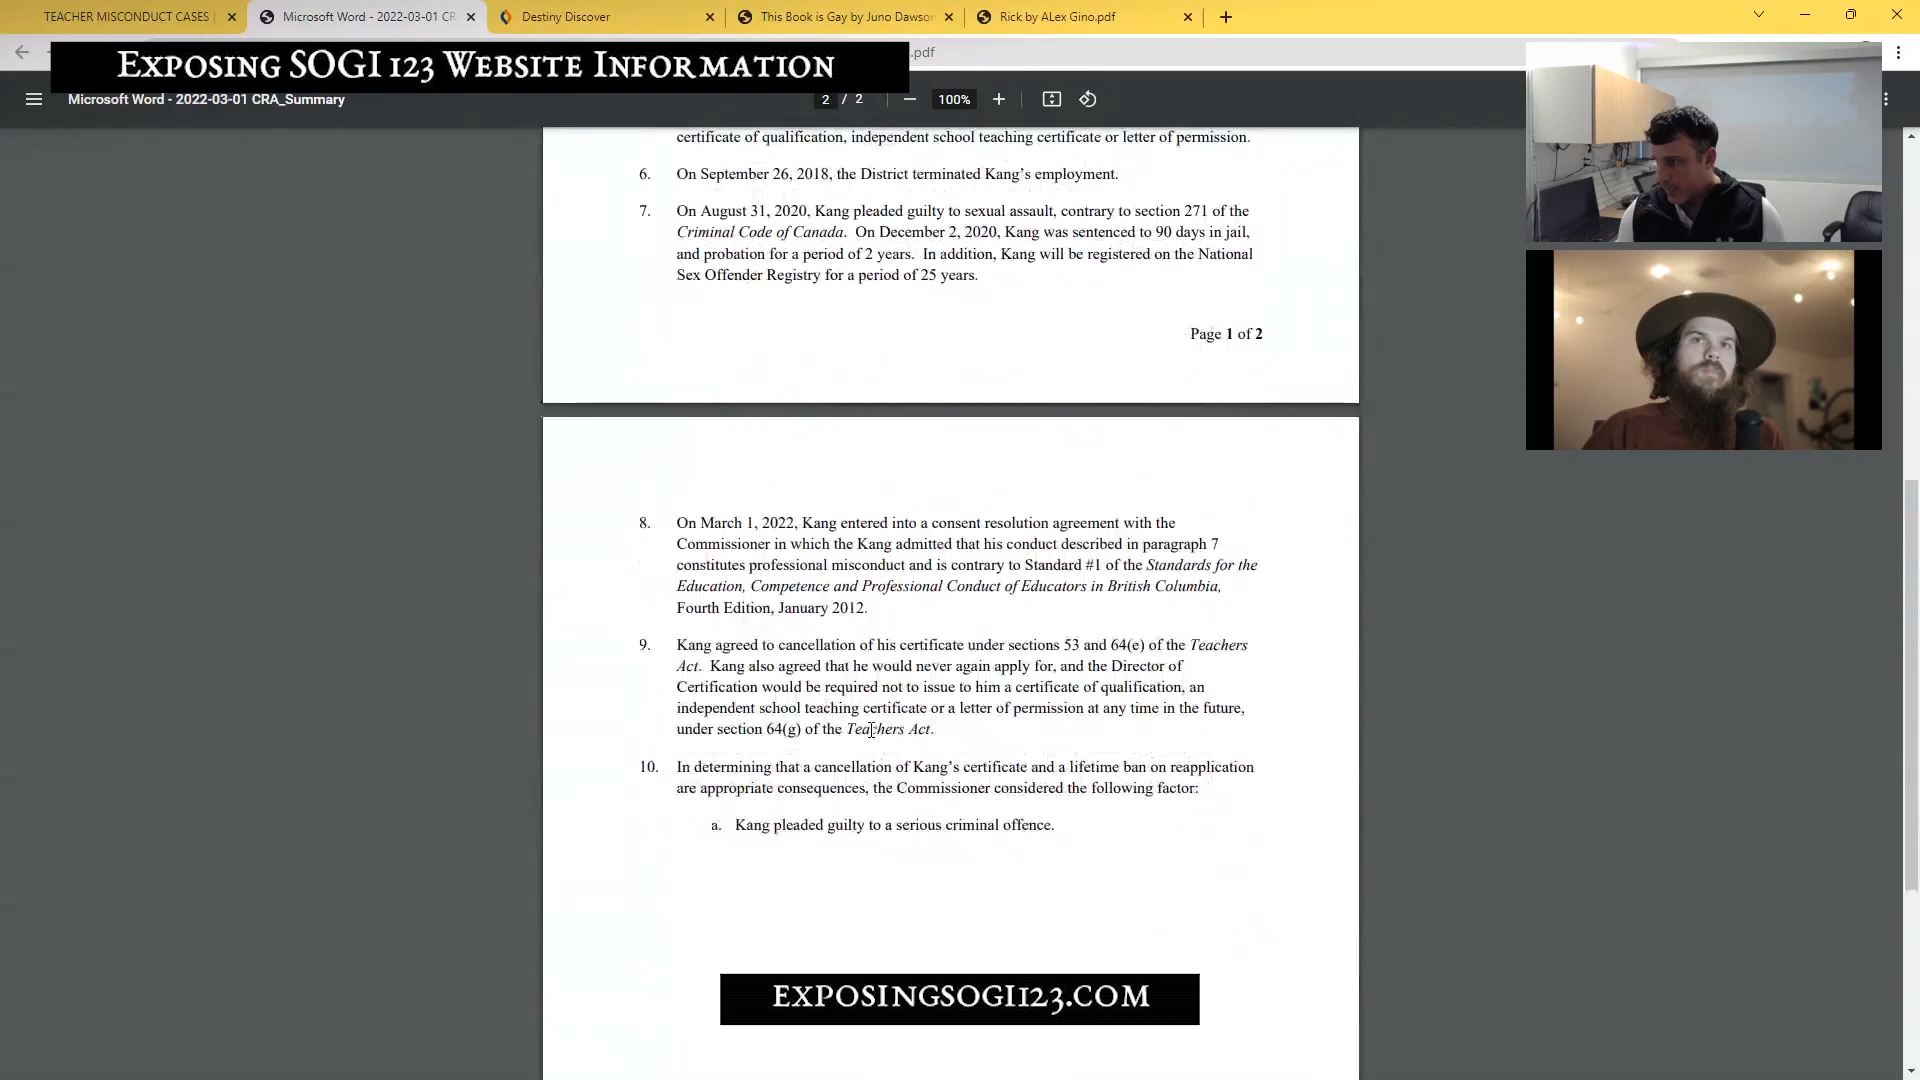 TEACHER MISCONDUCT CASES
Microsoft Word - 2022-03-01 CR
Destiny Discover
This Book is Gay by Juno Dawson
Rick by ALex Gino.pdf
.pdf
Exposing SOGI 123 Website Information
Microsoft Word - 2022-03-01 CRA_Summary
2 / 2
100%
certificate of qualification, independent school teaching certificate or letter of permission.
6. On September 26, 2018, the District terminated Kang’s employment.
7. On August 31, 2020, Kang pleaded guilty to sexual assault, contrary to section 271 of the
Criminal Code of Canada. On December 2, 2020, Kang was sentenced to 90 days in jail,
and probation for a period of 2 years. In addition, Kang will be registered on the National
Sex Offender Registry for a period of 25 years.
Page 1 of 2
8. On March 1, 2022, Kang entered into a consent resolution agreement with the
Commissioner in which the Kang admitted that his conduct described in paragraph 7
constitutes professional misconduct and is contrary to Standard #1 of the Standards for the
Education, Competence and Professional Conduct of Educators in British Columbia,
Fourth Edition, January 2012.
9. Kang agreed to cancellation of his certificate under sections 53 and 64(e) of the Teachers
Act. Kang also agreed that he would never again apply for, and the Director of
Certification would be required not to issue to him a certificate of qualification, an
independent school teaching certificate or a letter of permission at any time in the future,
under section 64(g) of the Teachers Act.
10. In determining that a cancellation of Kang’s certificate and a lifetime ban on reapplication
are appropriate consequences, the Commissioner considered the following factor:
a. Kang pleaded guilty to a serious criminal offence.
EXPOSINGSOGI123.COM